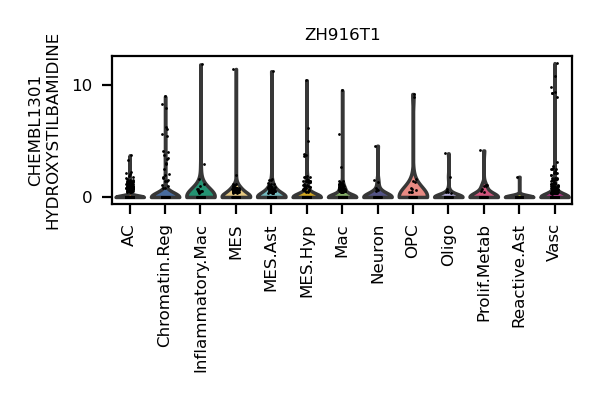 ZH916T1
CHEMBL1301
HYDROXYSTILBAMIDINE
10
0
AC
Chromatin.Reg
Inflammatory.Mac
MES
MES.Ast
MES.Hyp
Mac
Neuron
OPC
Oligo
Prolif.Metab
Reactive.Ast
Vasc